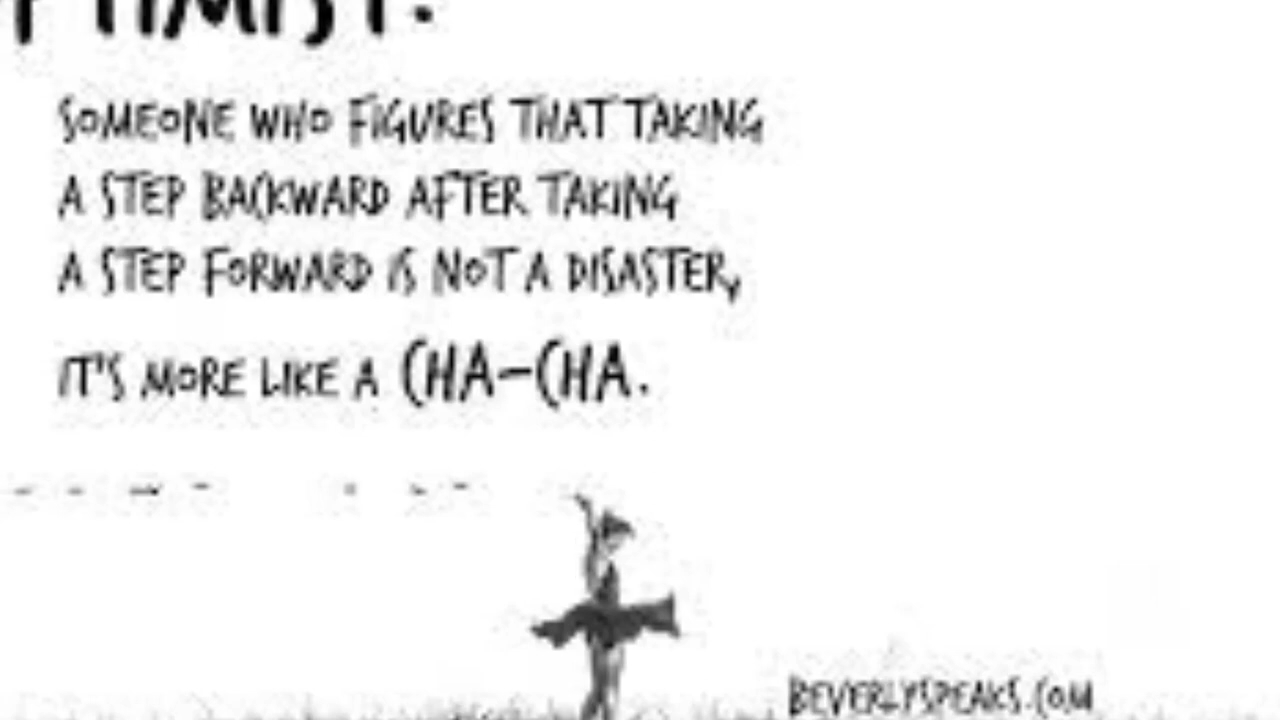 SOMEONE WHO FIGURES THAT TAKING
A STEP BACKWARD AFTER TAKING
A STEP FORWARD IS NOT A DISASTER,
IT'S MORE LIKE A CHA-CHA.
BEVERLYSPEAKS.COM